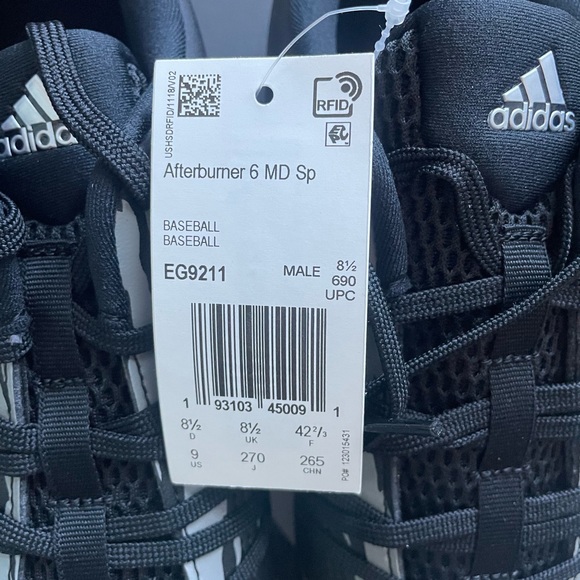 adidas
adidas
USHSDRFID/1118/V02
RFID
Afterburner 6 MD Sp
BASEBALL
BASEBALL
EG9211 MALE 8½
690
UPC
1 93103 45009 1
8½ 8½ 42⅔
D UK F
9 270 265
US J CHN
PO# 123015431